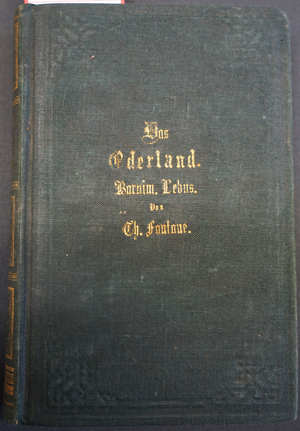 Das
Oderland.
Barnim. Lebus.
Von
Th. Fontane.